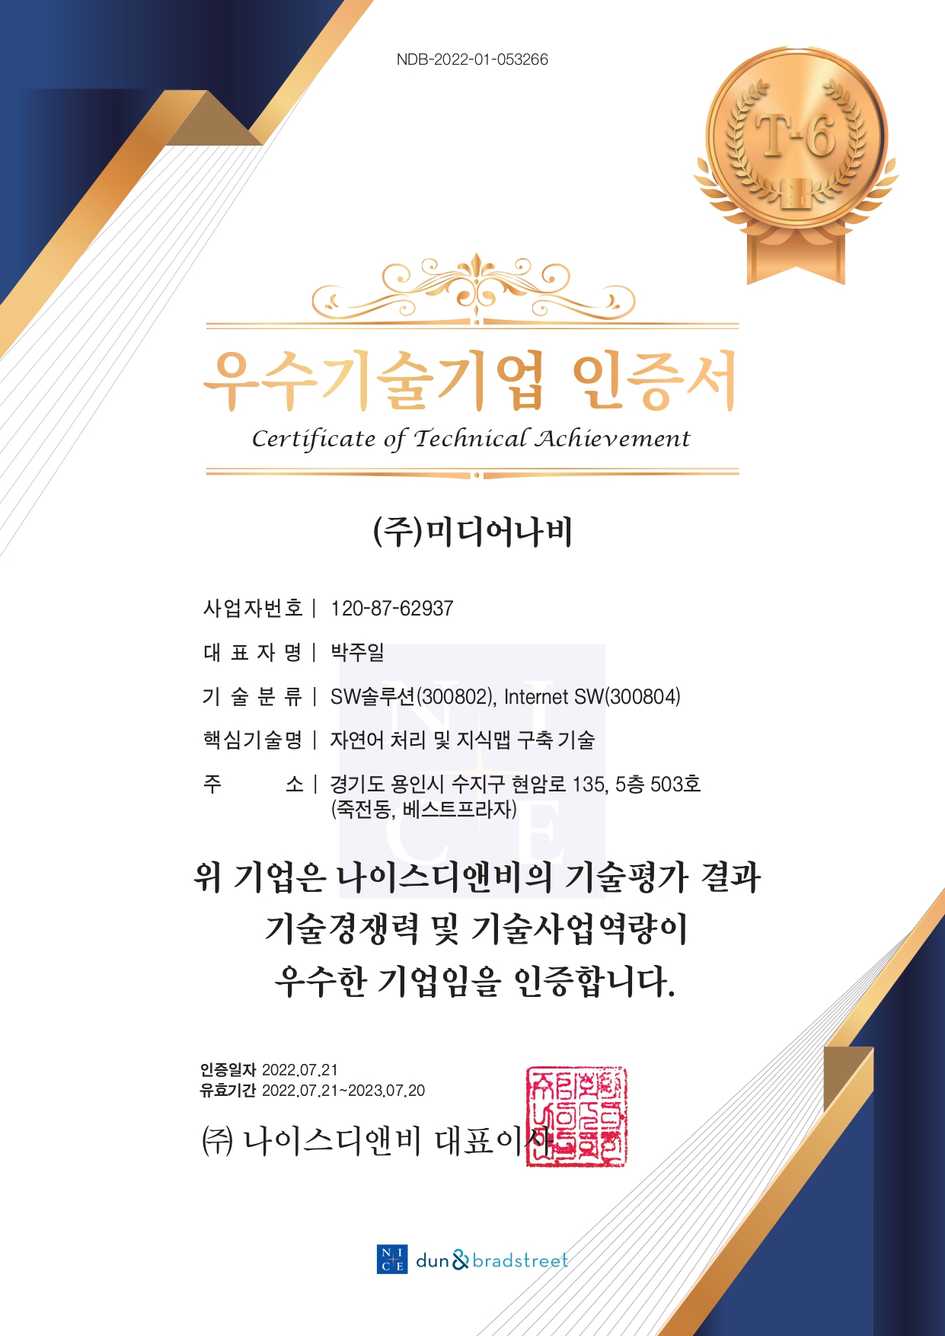 NDB-2022-01-053266
T-6
우수기술기업 인증서
Certificate of Technical Achievement
(주)미디어나비
사업자번호 | 120-87-62937
대표자명 | 박주일
기술분류 | SW솔루션(300802), Internet SW(300804)
핵심기술명 | 자연어 처리 및 지식맵 구축 기술
주 소 | 경기도 용인시 수지구 현암로 135, 5층 503호
(죽전동, 베스트프라자)
NICE
위 기업은 나이스디앤비의 기술평가 결과
기술경쟁력 및 기술사업역량이
우수한 기업임을 인증합니다.
인증일자 2022.07.21
유효기간 2022.07.21~2023.07.20
㈜ 나이스디앤비 대표이사
NICE dun & bradstreet